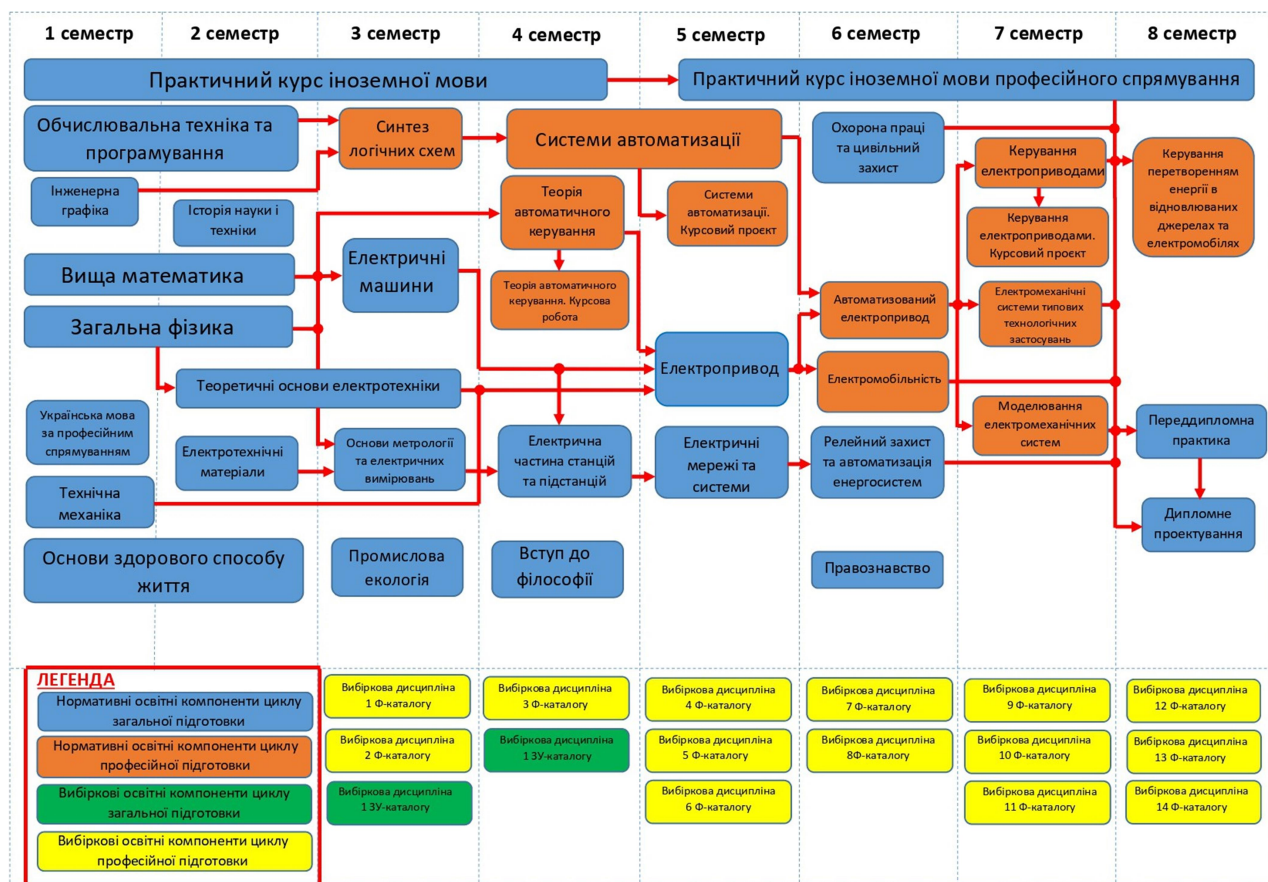 1 семестр
2 семестр
3 семестр
4 семестр
5 семестр
6 семестр
7 семестр
8 семестр
Практичний курс іноземної мови
Практичний курс іноземної мови професійного спрямування
Обчислювальна техніка та
програмування
Синтез
логічних схем
Системи автоматизації
Охорона праці
та цивільний
захист
Керування
електроприводами
Керування
перетворенням
енергії в
відновлюваних
джерелах та
електромобілях
Інженерна
графіка
Історія науки і
техніки
Теорія
автоматичного
керування
Системи
автоматизації.
Курсовий проєкт
Керування
електроприводами.
Курсовий проєкт
Вища математика
Електричні
машини
Теорія автоматичного
керування. Курсова
робота
Автоматизований
електропривод
Електромеханічні
системи типових
технологічних
застосувань
Загальна фізика
Електропривод
Теоретичні основи електротехніки
Електромобільність
Українська мова
за професійним
спрямуванням
Електротехнічні
матеріали
Основи метрології
та електричних
вимірювань
Електрична
частина станцій
та підстанцій
Електричні
мережі та
системи
Релейний захист
та автоматизація
енергосистем
Моделювання
електромеханічних
систем
Переддипломна
практика
Технічна
механіка
Дипломне
проектування
Основи здорового способу
життя
Промислова
екологія
Вступ до
філософії
Правознавство
ЛЕГЕНДА
Нормативні освітні компоненти циклу
загальної підготовки
Нормативні освітні компоненти циклу
професійної підготовки
Вибіркові освітні компоненти циклу
загальної підготовки
Вибіркові освітні компоненти циклу
професійної підготовки
Вибіркова дисципліна
1 Ф-каталогу
Вибіркова дисципліна
3 Ф-каталогу
Вибіркова дисципліна
4 Ф-каталогу
Вибіркова дисципліна
7 Ф-каталогу
Вибіркова дисципліна
9 Ф-каталогу
Вибіркова дисципліна
12 Ф-каталогу
Вибіркова дисципліна
2 Ф-каталогу
Вибіркова дисципліна
1 ЗУ-каталогу
Вибіркова дисципліна
5 Ф-каталогу
Вибіркова дисципліна
8Ф-каталогу
Вибіркова дисципліна
10 Ф-каталогу
Вибіркова дисципліна
13 Ф-каталогу
Вибіркова дисципліна
1 ЗУ-каталогу
Вибіркова дисципліна
6 Ф-каталогу
Вибіркова дисципліна
11 Ф-каталогу
Вибіркова дисципліна
14 Ф-каталогу